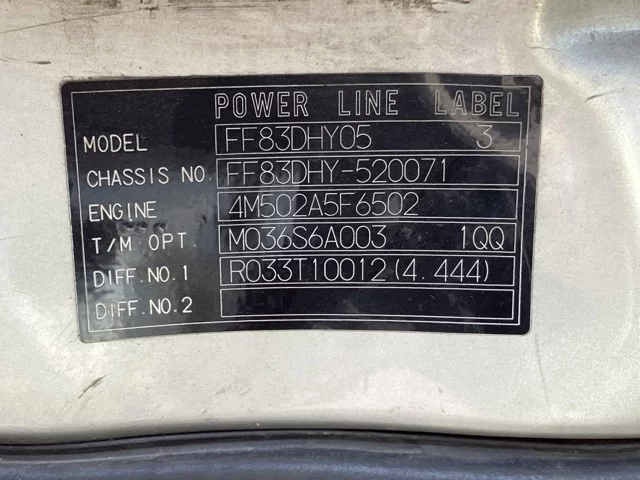 POWER LINE LABEL
MODEL FF83DHY05 3
CHASSIS NO. FF83DHY-520071
ENGINE 4M502A5F6502
T/M OPT. M036S6A003 1QQ
DIFF.NO.1 R033T10012(4.444)
DIFF.NO.2